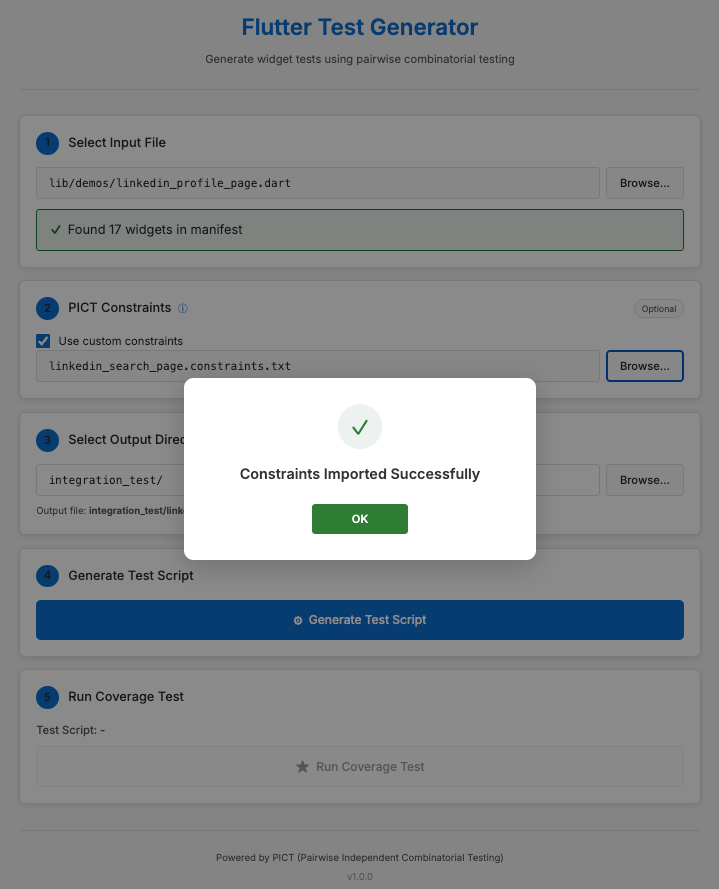 Flutter Test Generator
Generate widget tests using pairwise combinatorial testing
1 Select Input File
lib/demos/linkedin_profile_page.dart Browse...
✓ Found 17 widgets in manifest
2 PICT Constraints ⓘ Optional
Use custom constraints
linkedin_search_page.constraints.txt Browse...
Constraints Imported Successfully
OK
3 Select Output Direc
integration_test/ Browse...
Output file: integration_test/link
4 Generate Test Script
⚙ Generate Test Script
5 Run Coverage Test
Test Script: -
★ Run Coverage Test
Powered by PICT (Pairwise Independent Combinatorial Testing)
v1.0.0